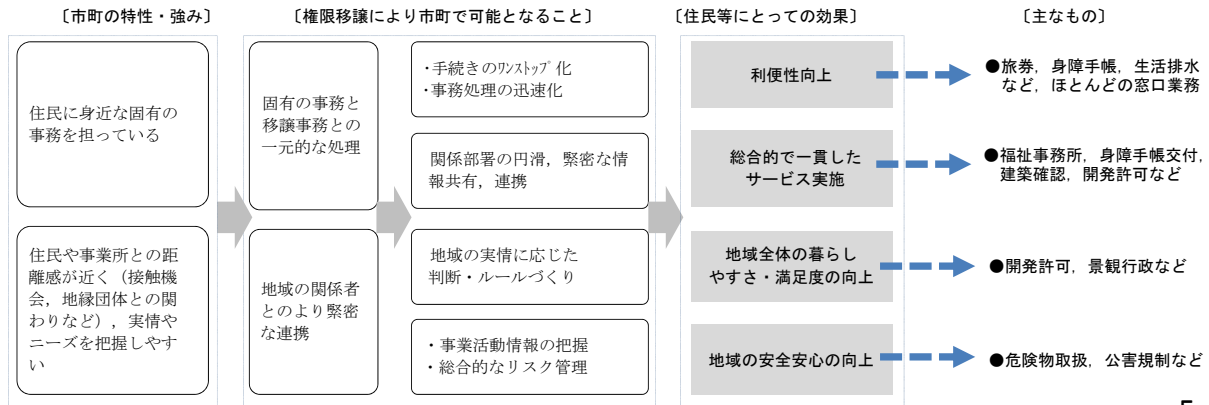 〔市町の特性・強み〕
〔権限移譲により市町で可能となること〕
〔住民等にとっての効果〕
〔主なもの〕
住民に身近な固有の
事務を担っている
住民や事業所との距
離感が近く（接触機
会，地縁団体との関
わりなど），実情や
ニーズを把握しやす
い
固有の事務と
移譲事務との
一元的な処理
地域の関係者
とのより緊密
な連携
・手続きのﾜﾝｽﾄｯﾌﾟ化
・事務処理の迅速化
関係部署の円滑，緊密な情
報共有，連携
地域の実情に応じた
判断・ルールづくり
・事業活動情報の把握
・総合的なリスク管理
利便性向上
総合的で一貫した
サービス実施
地域全体の暮らし
やすさ・満足度の向上
地域の安全安心の向上
●旅券，身障手帳，生活排水
など，ほとんどの窓口業務
●福祉事務所，身障手帳交付，
建築確認，開発許可など
●開発許可，景観行政など
●危険物取扱，公害規制など